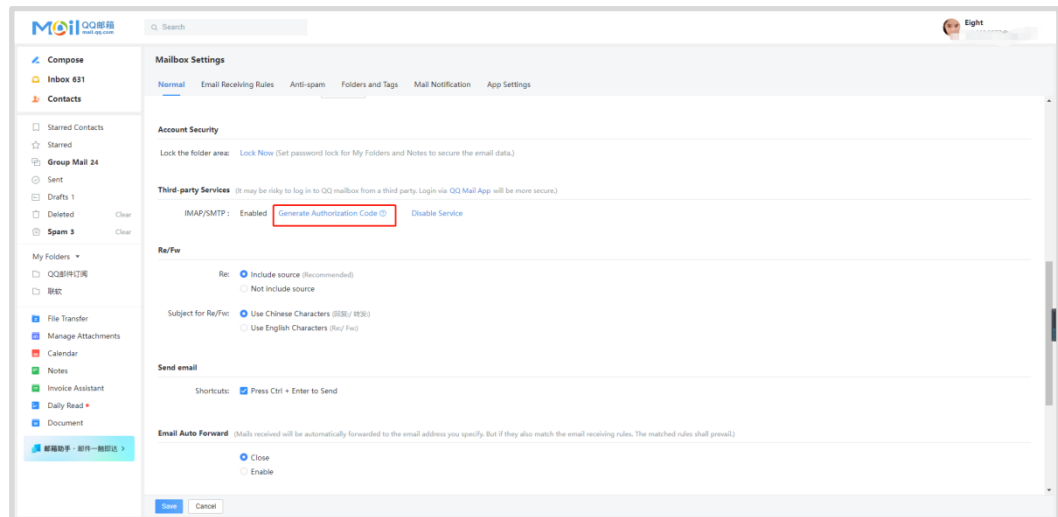 Mail QQ邮箱
mail.qq.com
Search
Eight
Compose
Inbox 631
Contacts
Starred Contacts
Starred
Group Mail 24
Sent
Drafts 1
Deleted Clear
Spam 3 Clear
My Folders
QQ邮件订阅
联软
File Transfer
Manage Attachments
Calendar
Notes
Invoice Assistant
Daily Read
Document
邮箱助手 · 邮件一触即达 >
Mailbox Settings
Normal Email Receiving Rules Anti-spam Folders and Tags Mail Notification App Settings
Account Security
Lock the folder area: Lock Now (Set password lock for My Folders and Notes to secure the email data.)
Third-party Services (It may be risky to log in to QQ mailbox from a third party. Login via QQ Mail App will be more secure.)
IMAP/SMTP : Enabled Generate Authorization Code ? Disable Service
Re/Fw
Re: Include source (Recommended)
Not include source
Subject for Re/Fw: Use Chinese Characters (回复:/ 转发:)
Use English Characters (Re:/ Fw:)
Send email
Shortcuts: Press Ctrl + Enter to Send
Email Auto Forward (Mails received will be automatically forwarded to the email address you specify. But if they also match the email receiving rules. The matched rules shall prevail.)
Close
Enable
Save Cancel